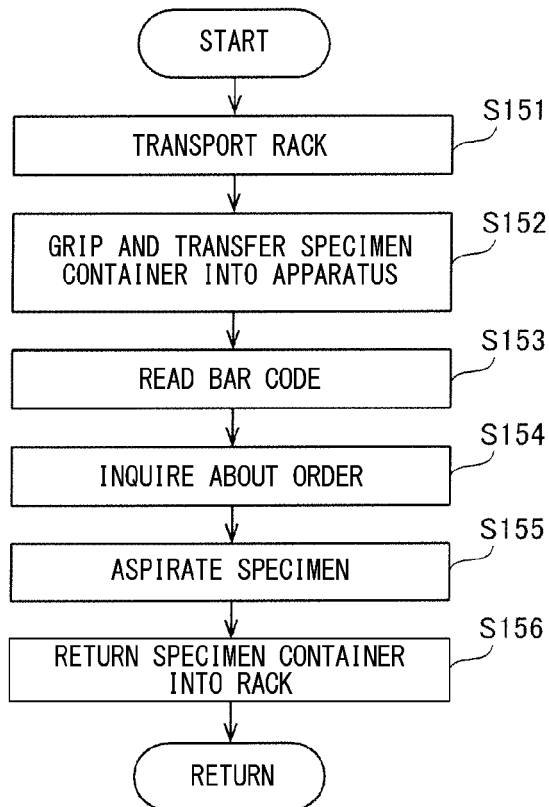 START
S151
TRANSPORT RACK
S152
GRIP AND TRANSFER SPECIMEN
CONTAINER INTO APPARATUS
S153
READ BAR CODE
S154
INQUIRE ABOUT ORDER
S155
ASPIRATE SPECIMEN
S156
RETURN SPECIMEN CONTAINER
INTO RACK
RETURN